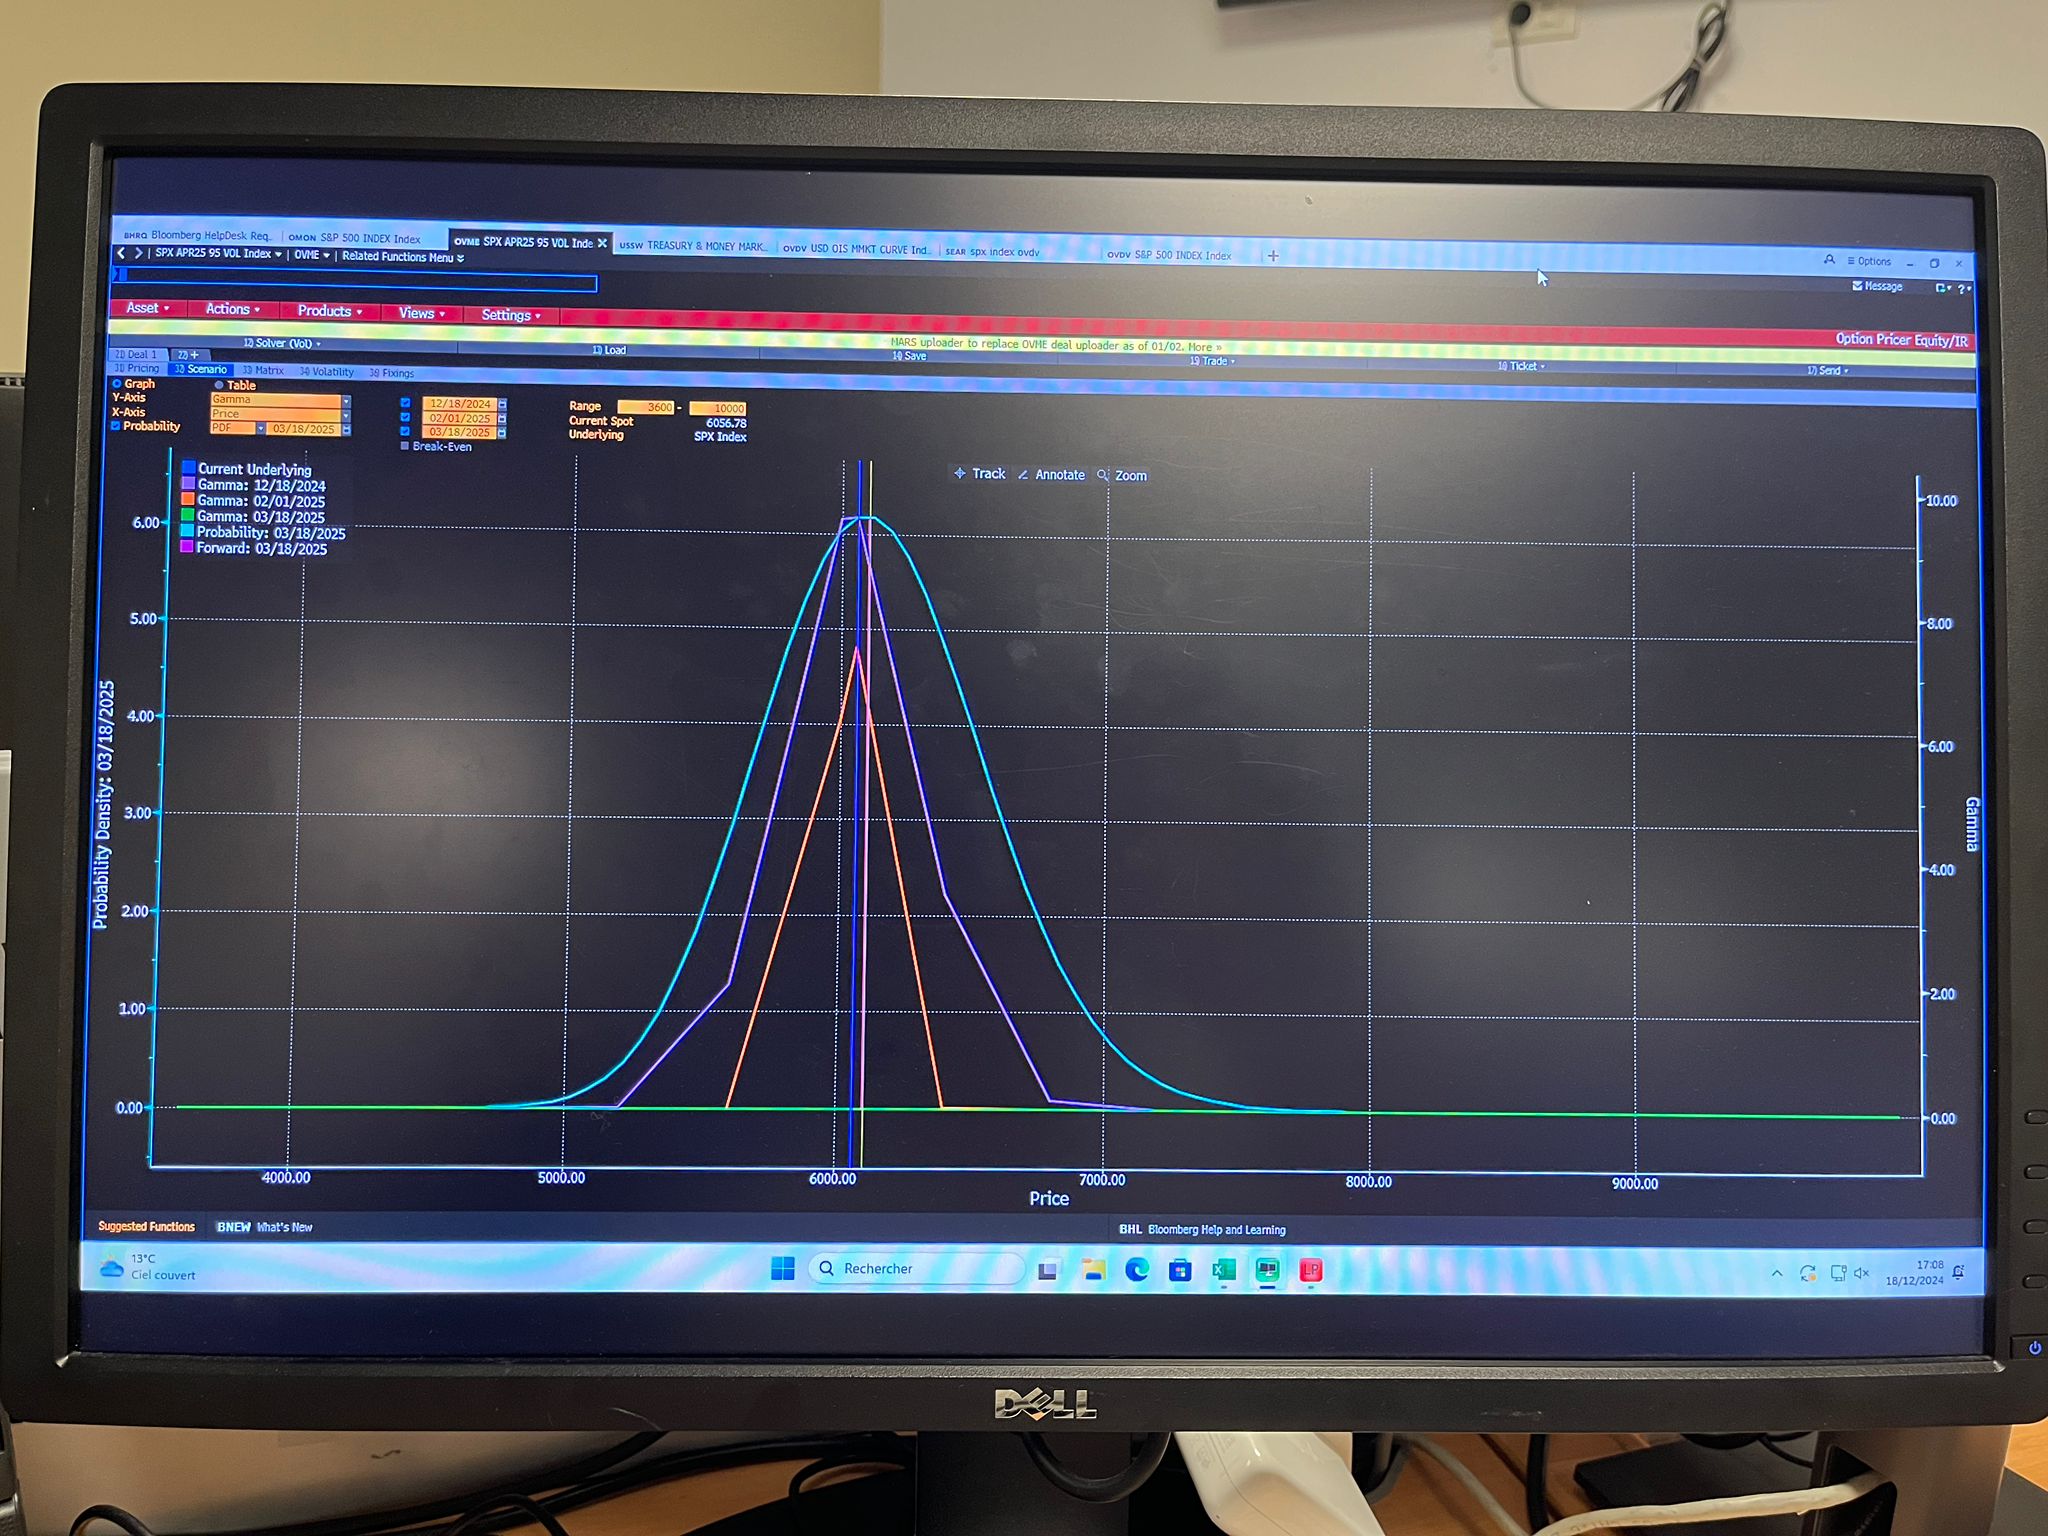 BHRQ Bloomberg HelpDesk Req.. OMON S&P 500 INDEX Index OVME SPX APR25 95 VOL Inde × USSW TREASURY & MONEY MARK... OVDV USD OIS MMKT CURVE Ind... SEAR spx index ovdv OVDV S&P 500 INDEX Index +
SPX APR25 95 VOL Index OVME Related Functions Menu Options
Message ?
Asset Actions Products Views Settings Option Pricer Equity/IR
MARS uploader to replace OVME deal uploader as of 01/02. More »
12) Solver (Vol) 13) Load 14) Save 15) Trade 16) Ticket 17) Send
21) Deal 1 22) +
31) Pricing 32) Scenario 33) Matrix 34) Volatility 35) Fixings
Graph Table
Y-Axis Gamma 12/18/2024 Range 3600 - 10000
X-Axis Price 02/01/2025 Current Spot 6056.78
Probability PDF 03/18/2025 03/18/2025 Underlying SPX Index
Break-Even
Track Annotate Zoom
Current Underlying
Gamma: 12/18/2024
Gamma: 02/01/2025
Gamma: 03/18/2025
Probability: 03/18/2025
Forward: 03/18/2025
6.00
5.00
4.00
3.00
2.00
1.00
0.00
Probability Density: 03/18/2025
10.00
8.00
6.00
4.00
2.00
0.00
Gamma
4000.00 5000.00 6000.00 7000.00 8000.00 9000.00
Price
Suggested Functions BNEW What's New BHL Bloomberg Help and Learning
13°C
Ciel couvert
Rechercher
LP
17:08
18/12/2024
DELL